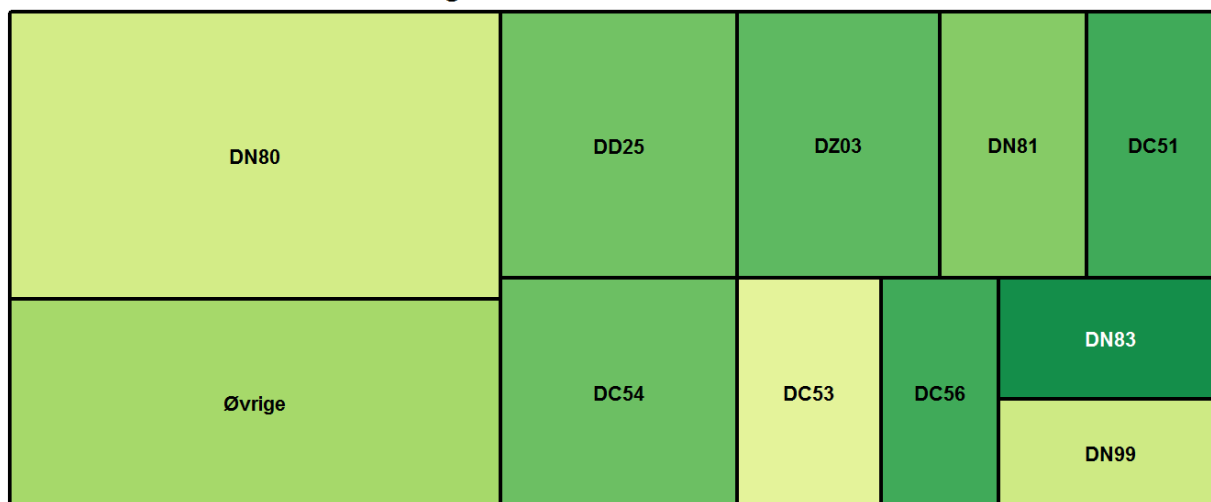 DN80
DD25
DZ03
DN81
DC51
Øvrige
DC54
DC53
DC56
DN83
DN99